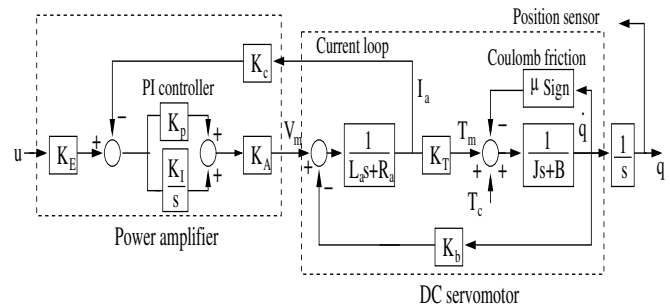 Position sensor
Current loop
Coulomb friction
K_c
I_a
μ Sign
PI controller
K_p
V_m
T_m
q̇
u
K_E
+
−
+
+
K_I
s
K_A
+
−
1
L_a s+R_a
K_T
+
−
+
+
T_c
1
Js+B
1
s
q
K_b
Power amplifier
DC servomotor